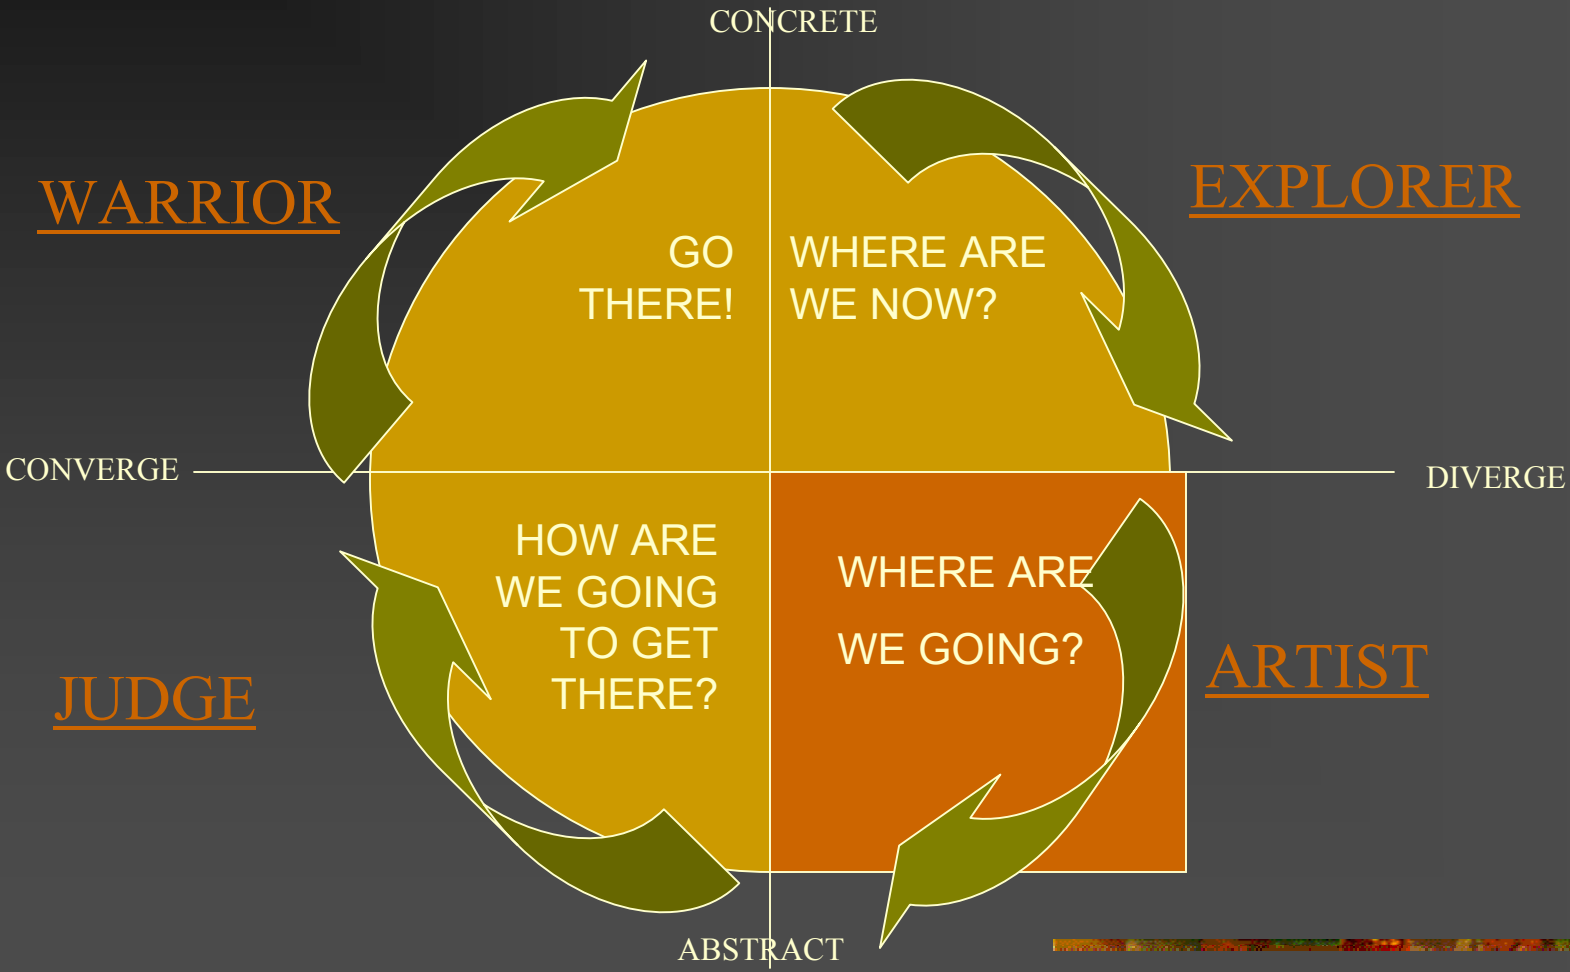 CONCRETE
WARRIOR
EXPLORER
GO
THERE!
WHERE ARE
WE NOW?
CONVERGE
DIVERGE
HOW ARE
WE GOING
TO GET
THERE?
WHERE ARE
WE GOING?
JUDGE
ARTIST
ABSTRACT